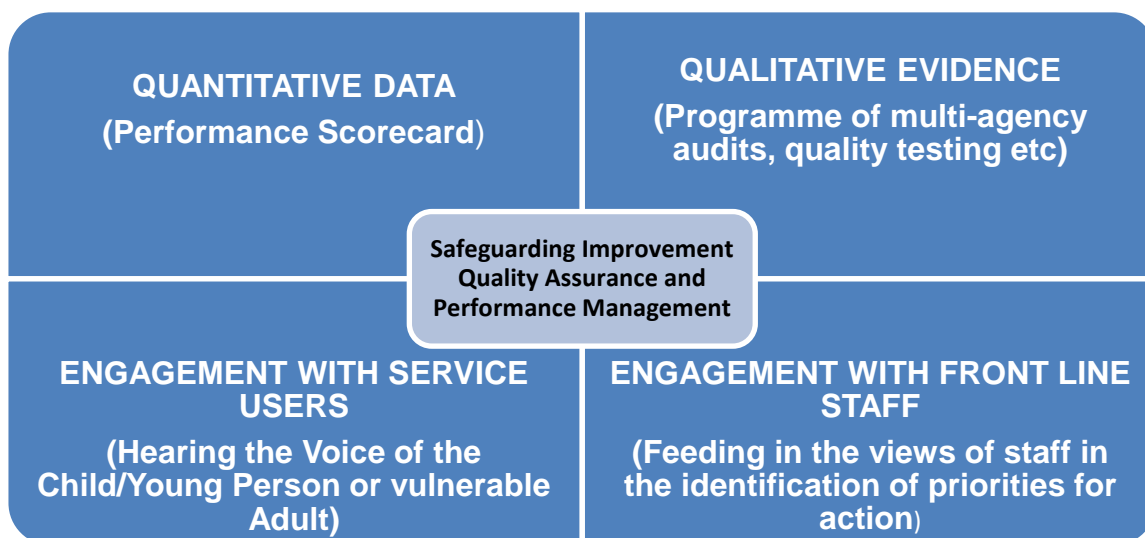 QUANTITATIVE DATA
(Performance Scorecard)
QUALITATIVE EVIDENCE
(Programme of multi-agency
audits, quality testing etc)
Safeguarding Improvement
Quality Assurance and
Performance Management
ENGAGEMENT WITH SERVICE
USERS
(Hearing the Voice of the
Child/Young Person or vulnerable
Adult)
ENGAGEMENT WITH FRONT LINE
STAFF
(Feeding in the views of staff in
the identification of priorities for
action)